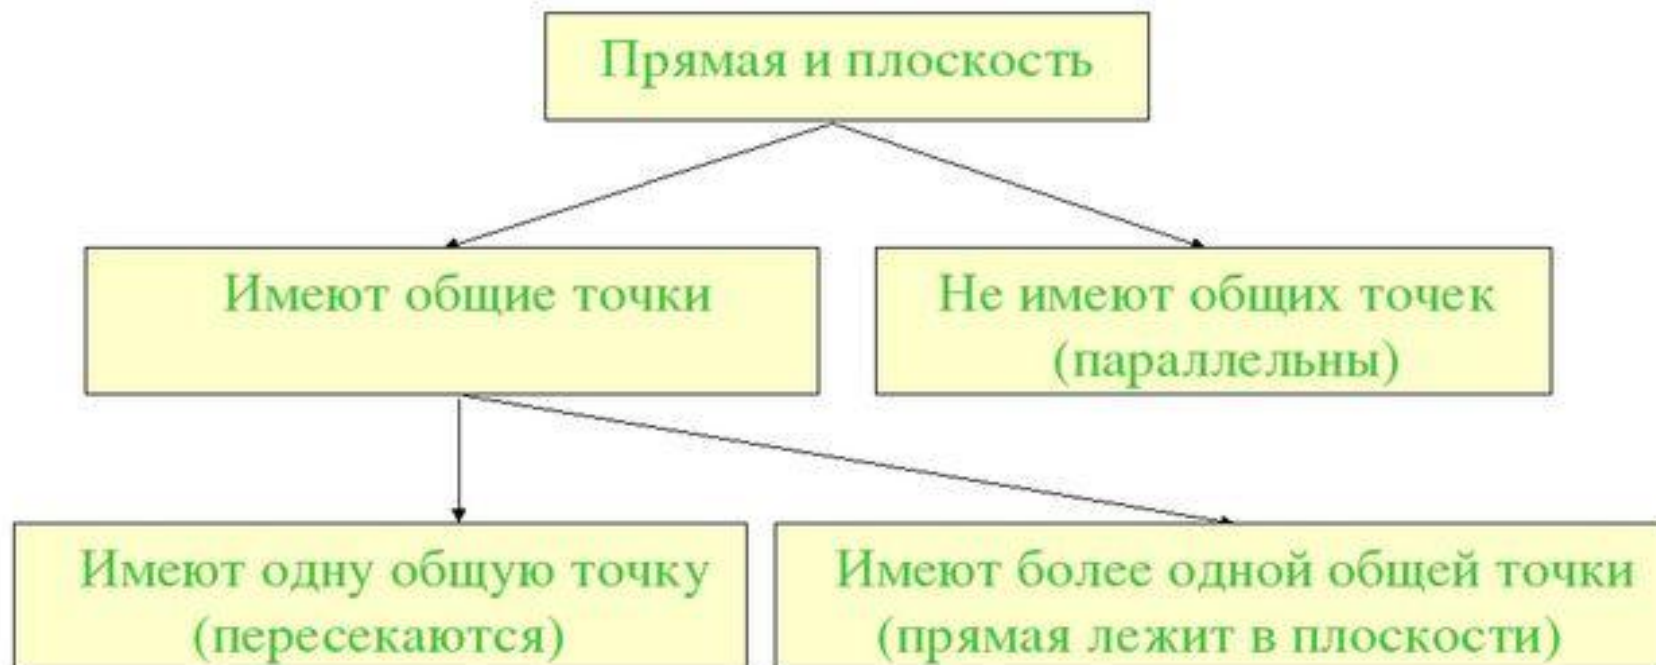 Прямая и плоскость
Имеют общие точки
Не имеют общих точек
(параллельны)
Имеют одну общую точку
(пересекаются)
Имеют более одной общей точки
(прямая лежит в плоскости)